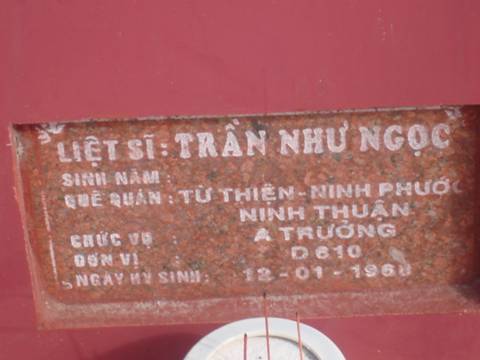 LIỆT SĨ : TRẦN NHƯ NGỌC
SINH NĂM :
QUÊ QUÁN : TỪ THIỆN-NINH PHƯỚC
NINH THUẬN
CHỨC VỤ : A TRƯỞNG
ĐƠN VỊ : D 610
NGÀY HY SINH : 12-01-1968